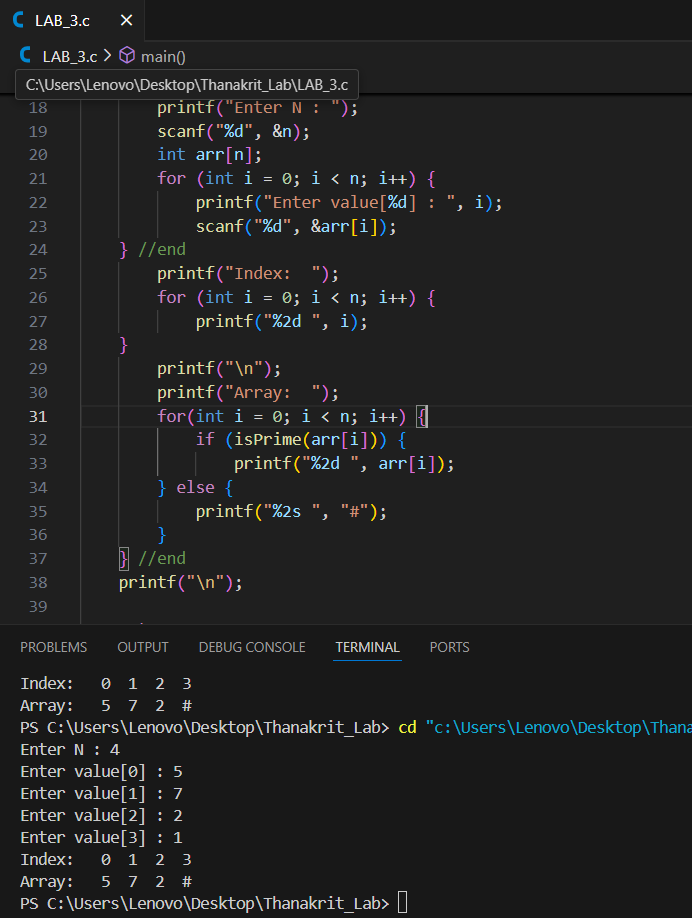 LAB_3.c
LAB_3.c > main()
C:\Users\Lenovo\Desktop\Thanakrit_Lab\LAB_3.c
18 printf("Enter N : ");
19 scanf("%d", &n);
20 int arr[n];
21 for (int i = 0; i < n; i++) {
22 printf("Enter value[%d] : ", i);
23 scanf("%d", &arr[i]);
24 } //end
25 printf("Index:  ");
26 for (int i = 0; i < n; i++) {
27 printf("%2d ", i);
28 }
29 printf("\n");
30 printf("Array:  ");
31 for(int i = 0; i < n; i++) {
32 if (isPrime(arr[i])) {
33 printf("%2d ", arr[i]);
34 } else {
35 printf("%2s ", "#");
36 }
37 } //end
38 printf("\n");
39
PROBLEMS OUTPUT DEBUG CONSOLE TERMINAL PORTS
Index:   0  1  2  3
Array:   5  7  2  #
PS C:\Users\Lenovo\Desktop\Thanakrit_Lab> cd "c:\Users\Lenovo\Desktop\Thana
Enter N : 4
Enter value[0] : 5
Enter value[1] : 7
Enter value[2] : 2
Enter value[3] : 1
Index:   0  1  2  3
Array:   5  7  2  #
PS C:\Users\Lenovo\Desktop\Thanakrit_Lab>